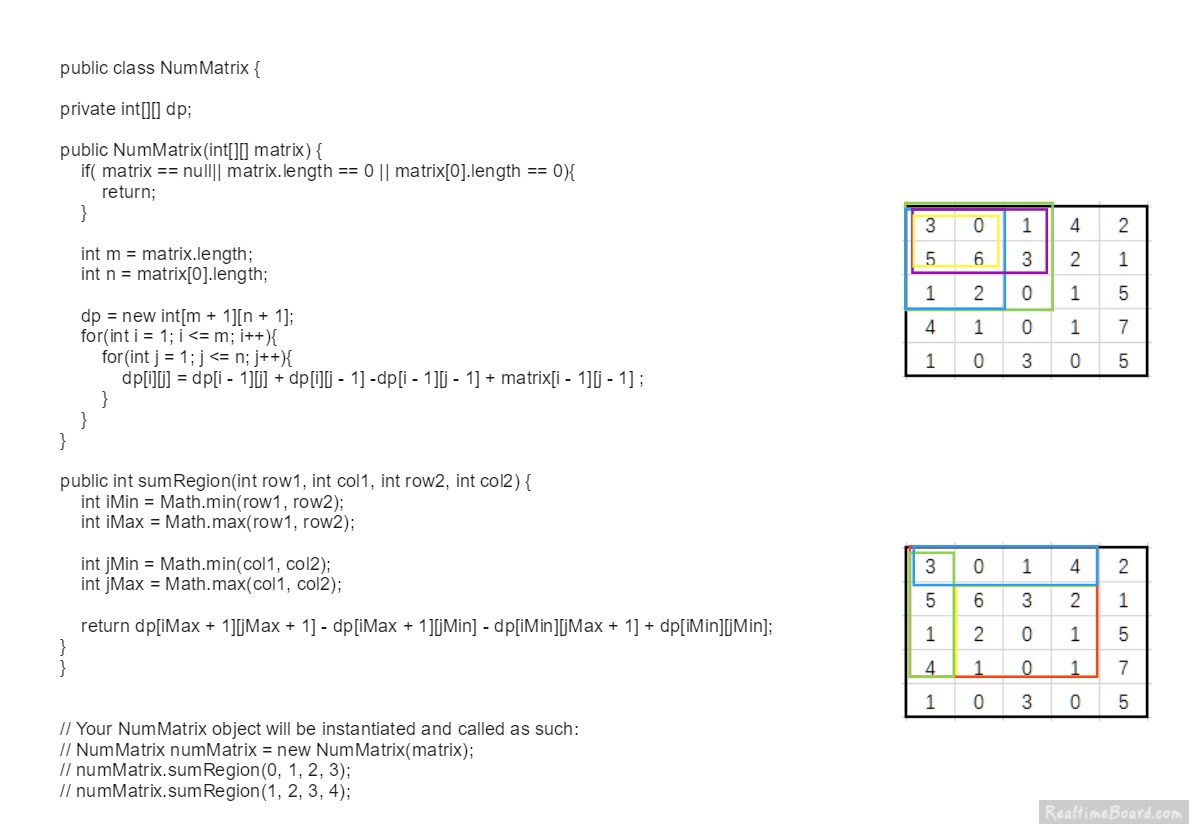 public class NumMatrix {
private int[][] dp;
public NumMatrix(int[][] matrix) {
if( matrix == null|| matrix.length == 0 || matrix[0].length == 0){
return;
}
int m = matrix.length;
int n = matrix[0].length;
dp = new int[m + 1][n + 1];
for(int i = 1; i <= m; i++){
for(int j = 1; j <= n; j++){
dp[i][j] = dp[i - 1][j] + dp[i][j - 1] -dp[i - 1][j - 1] + matrix[i - 1][j - 1] ;
}
}
}
public int sumRegion(int row1, int col1, int row2, int col2) {
int iMin = Math.min(row1, row2);
int iMax = Math.max(row1, row2);
int jMin = Math.min(col1, col2);
int jMax = Math.max(col1, col2);
return dp[iMax + 1][jMax + 1] - dp[iMax + 1][jMin] - dp[iMin][jMax + 1] + dp[iMin][jMin];
}
}
// Your NumMatrix object will be instantiated and called as such:
// NumMatrix numMatrix = new NumMatrix(matrix);
// numMatrix.sumRegion(0, 1, 2, 3);
// numMatrix.sumRegion(1, 2, 3, 4);
3 0 1 4 2
5 6 3 2 1
1 2 0 1 5
4 1 0 1 7
1 0 3 0 5
3 0 1 4 2
5 6 3 2 1
1 2 0 1 5
4 1 0 1 7
1 0 3 0 5
RealtimeBoard.com